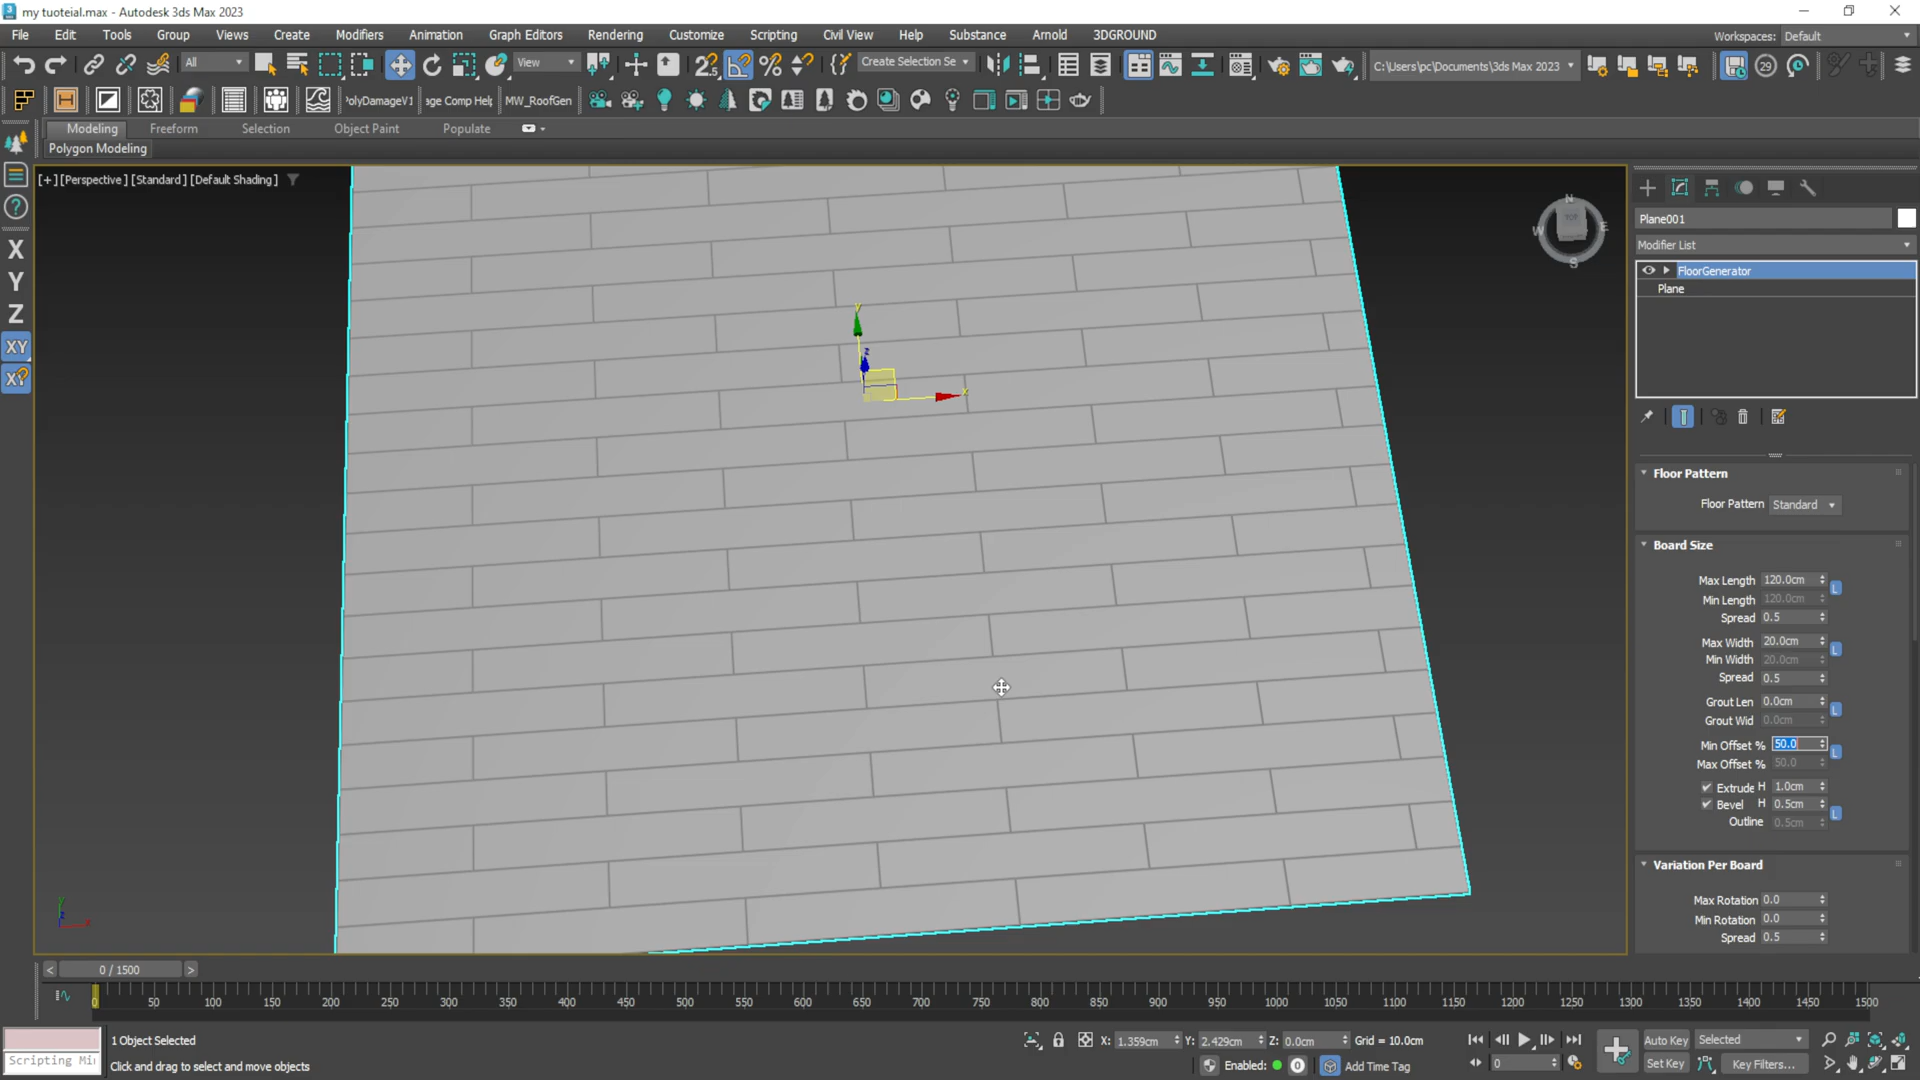 my tuoteial.max - Autodesk 3ds Max 2023
File Edit Tools Group Views Create Modifiers Animation Graph Editors Rendering Customize Scripting Civil View Help Substance Arnold 3DGROUND
Workspaces: Default
All View Create Selection Se C:\Users\pc\Documents\3ds Max 2023 29
olyDamageV1 age Comp Help MW_RoofGen
Modeling Freeform Selection Object Paint Populate
Polygon Modeling
[+] [Perspective] [Standard] [Default Shading]
X
Y
Z
XY
XY
N
W TOP E
S
y
z
x
Plane001
Modifier List
FloorGenerator
Plane
Floor Pattern
Floor Pattern Standard
Board Size
Max Length 120.0cm L
Min Length 120.0cm
Spread 0.5
Max Width 20.0cm L
Min Width 20.0cm
Spread 0.5
Grout Len 0.0cm L
Grout Wid 0.0cm
Min Offset % 50.0 L
Max Offset % 50.0
Extrude H 1.0cm
Bevel H 0.5cm L
Outline 0.5cm
Variation Per Board
Max Rotation 0.0
Min Rotation 0.0
Spread 0.5
y
z
x
< 0 / 1500 >
0 50 100 150 200 250 300 350 400 450 500 550 600 650 700 750 800 850 900 950 1000 1050 1100 1150 1200 1250 1300 1350 1400 1450 1500
1 Object Selected X: 1.359cm Y: 2.429cm Z: 0.0cm Grid = 10.0cm Auto Key Selected
Scripting Mi Click and drag to select and move objects Enabled: 0 Add Time Tag 0 Set Key Key Filters...